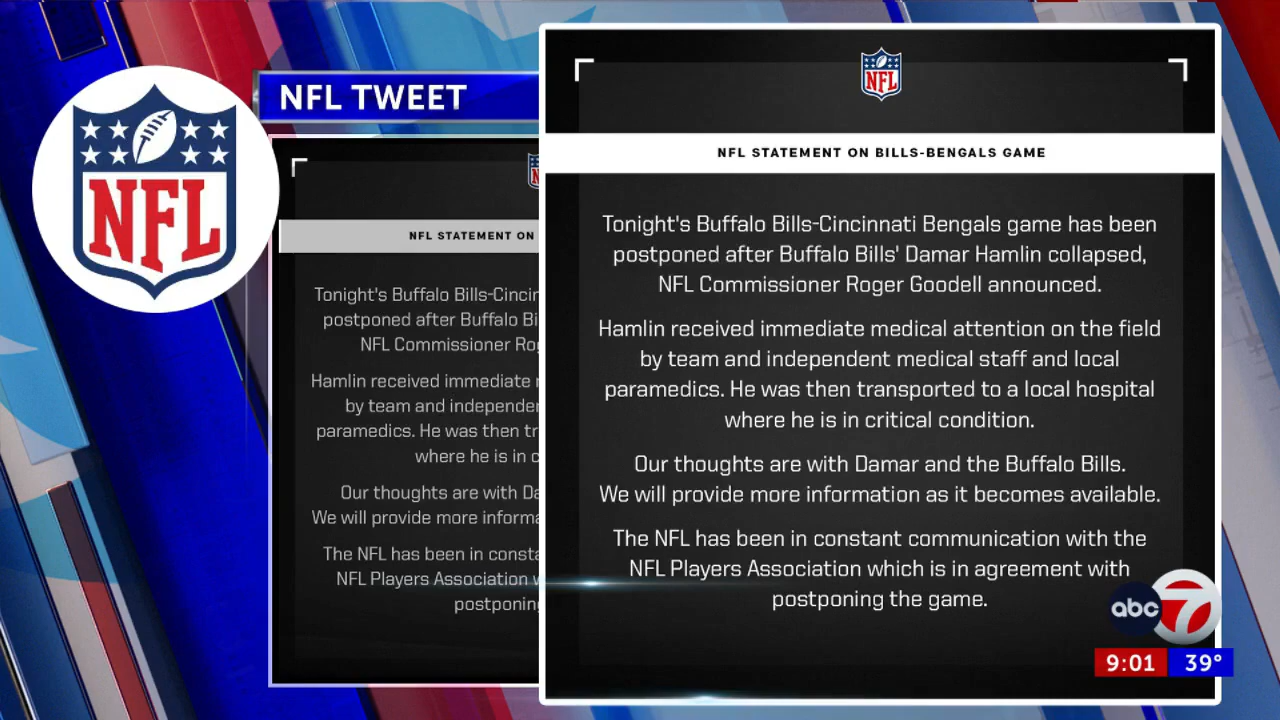 NFL
NFL TWEET
NFL STATEMENT ON
Tonight's Buffalo Bills-Cincin
postponed after Buffalo Bi
NFL Commissioner Rog
Hamlin received immediate
by team and independen
paramedics. He was then tr
where he is in c
Our thoughts are with Da
We will provide more informa
The NFL has been in consta
NFL Players Association
postponing
NFL
NFL STATEMENT ON BILLS-BENGALS GAME
Tonight's Buffalo Bills-Cincinnati Bengals game has been
postponed after Buffalo Bills' Damar Hamlin collapsed,
NFL Commissioner Roger Goodell announced.
Hamlin received immediate medical attention on the field
by team and independent medical staff and local
paramedics. He was then transported to a local hospital
where he is in critical condition.
Our thoughts are with Damar and the Buffalo Bills.
We will provide more information as it becomes available.
The NFL has been in constant communication with the
NFL Players Association which is in agreement with
postponing the game.
abc 7
9:01 39°